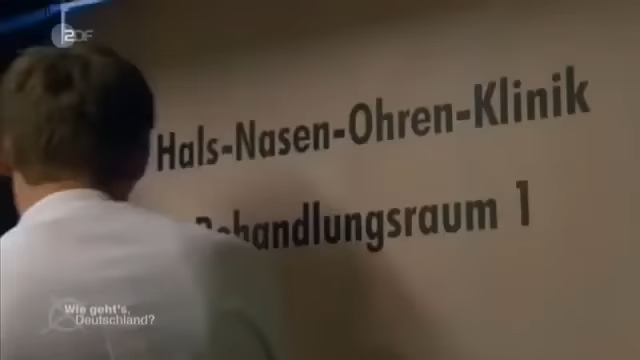 ZDF
Hals-Nasen-Ohren-Klinik
Behandlungsraum 1
Wie geht's,
Deutschland?